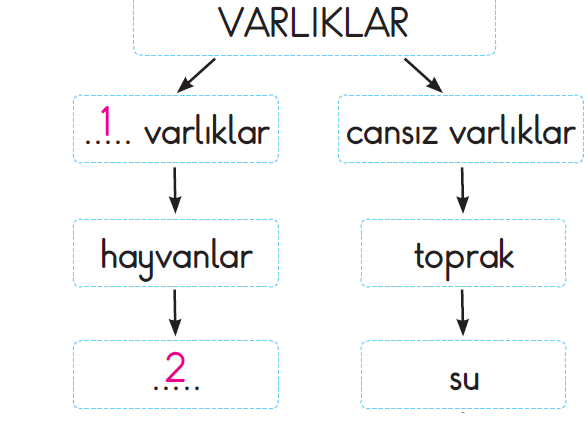 VARLIKLAR
..1.. varlıklar
cansız varlıklar
hayvanlar
toprak
..2..
su